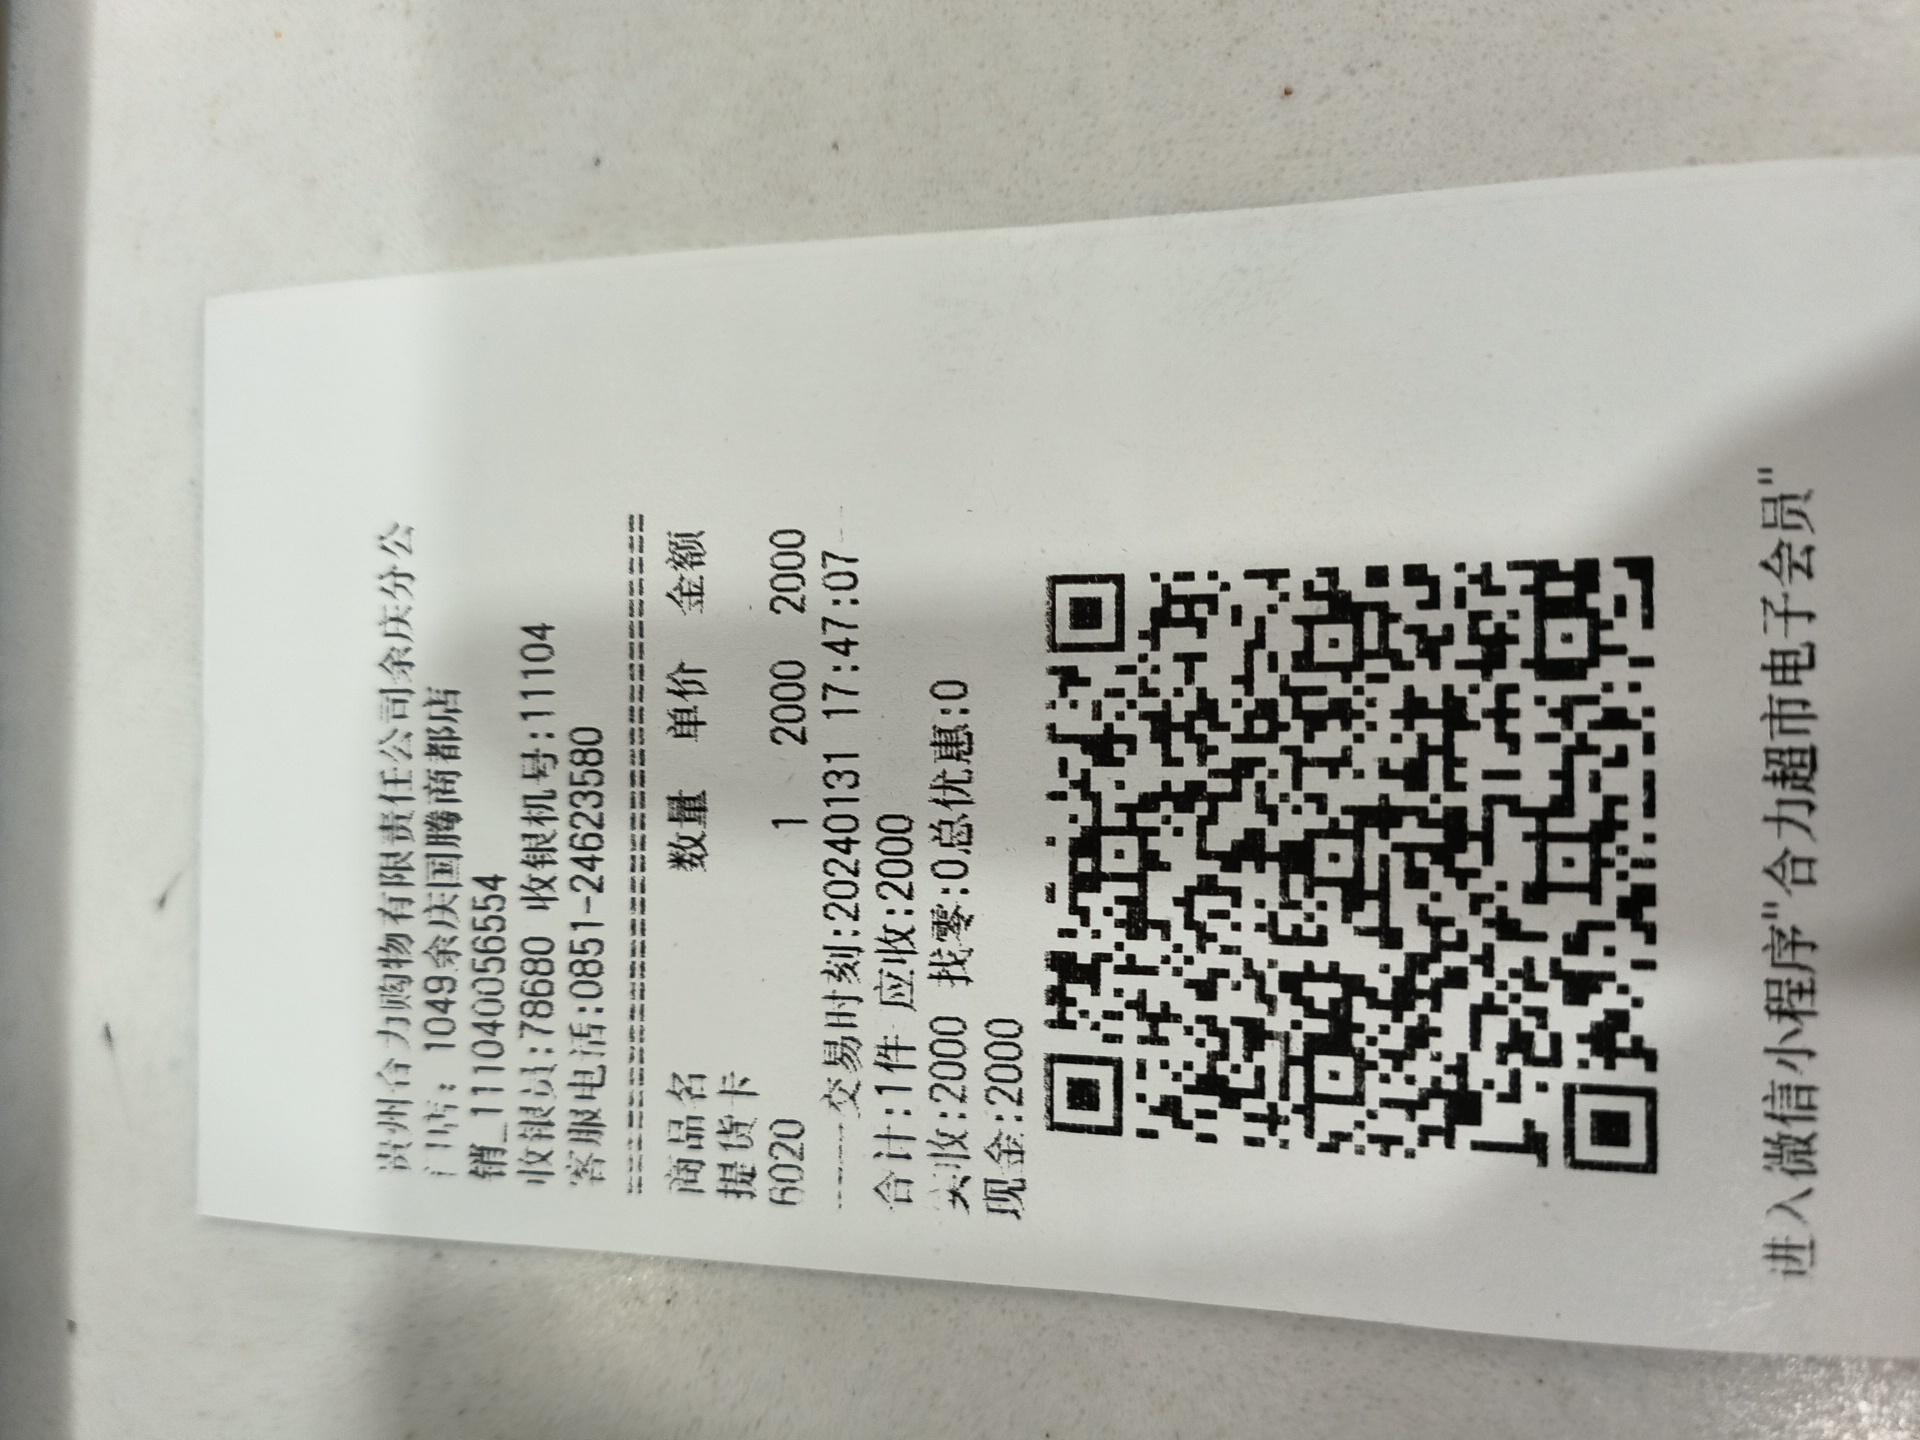 贵州合力购物有限责任公司余庆分公
门店: 1049余庆国腾商都店
销_111040056554
收银员:78680 收银机号:11104
客服电话:0851-24623580
==========================================
商品名 数量 单价 金额
提货卡
6020 1 2000 2000
-----交易时刻:20240131 17:47:07--
合计:1件 应收:2000
实收:2000 找零:0总优惠:0
现金:2000
进入微信小程序"合力超市电子会员"